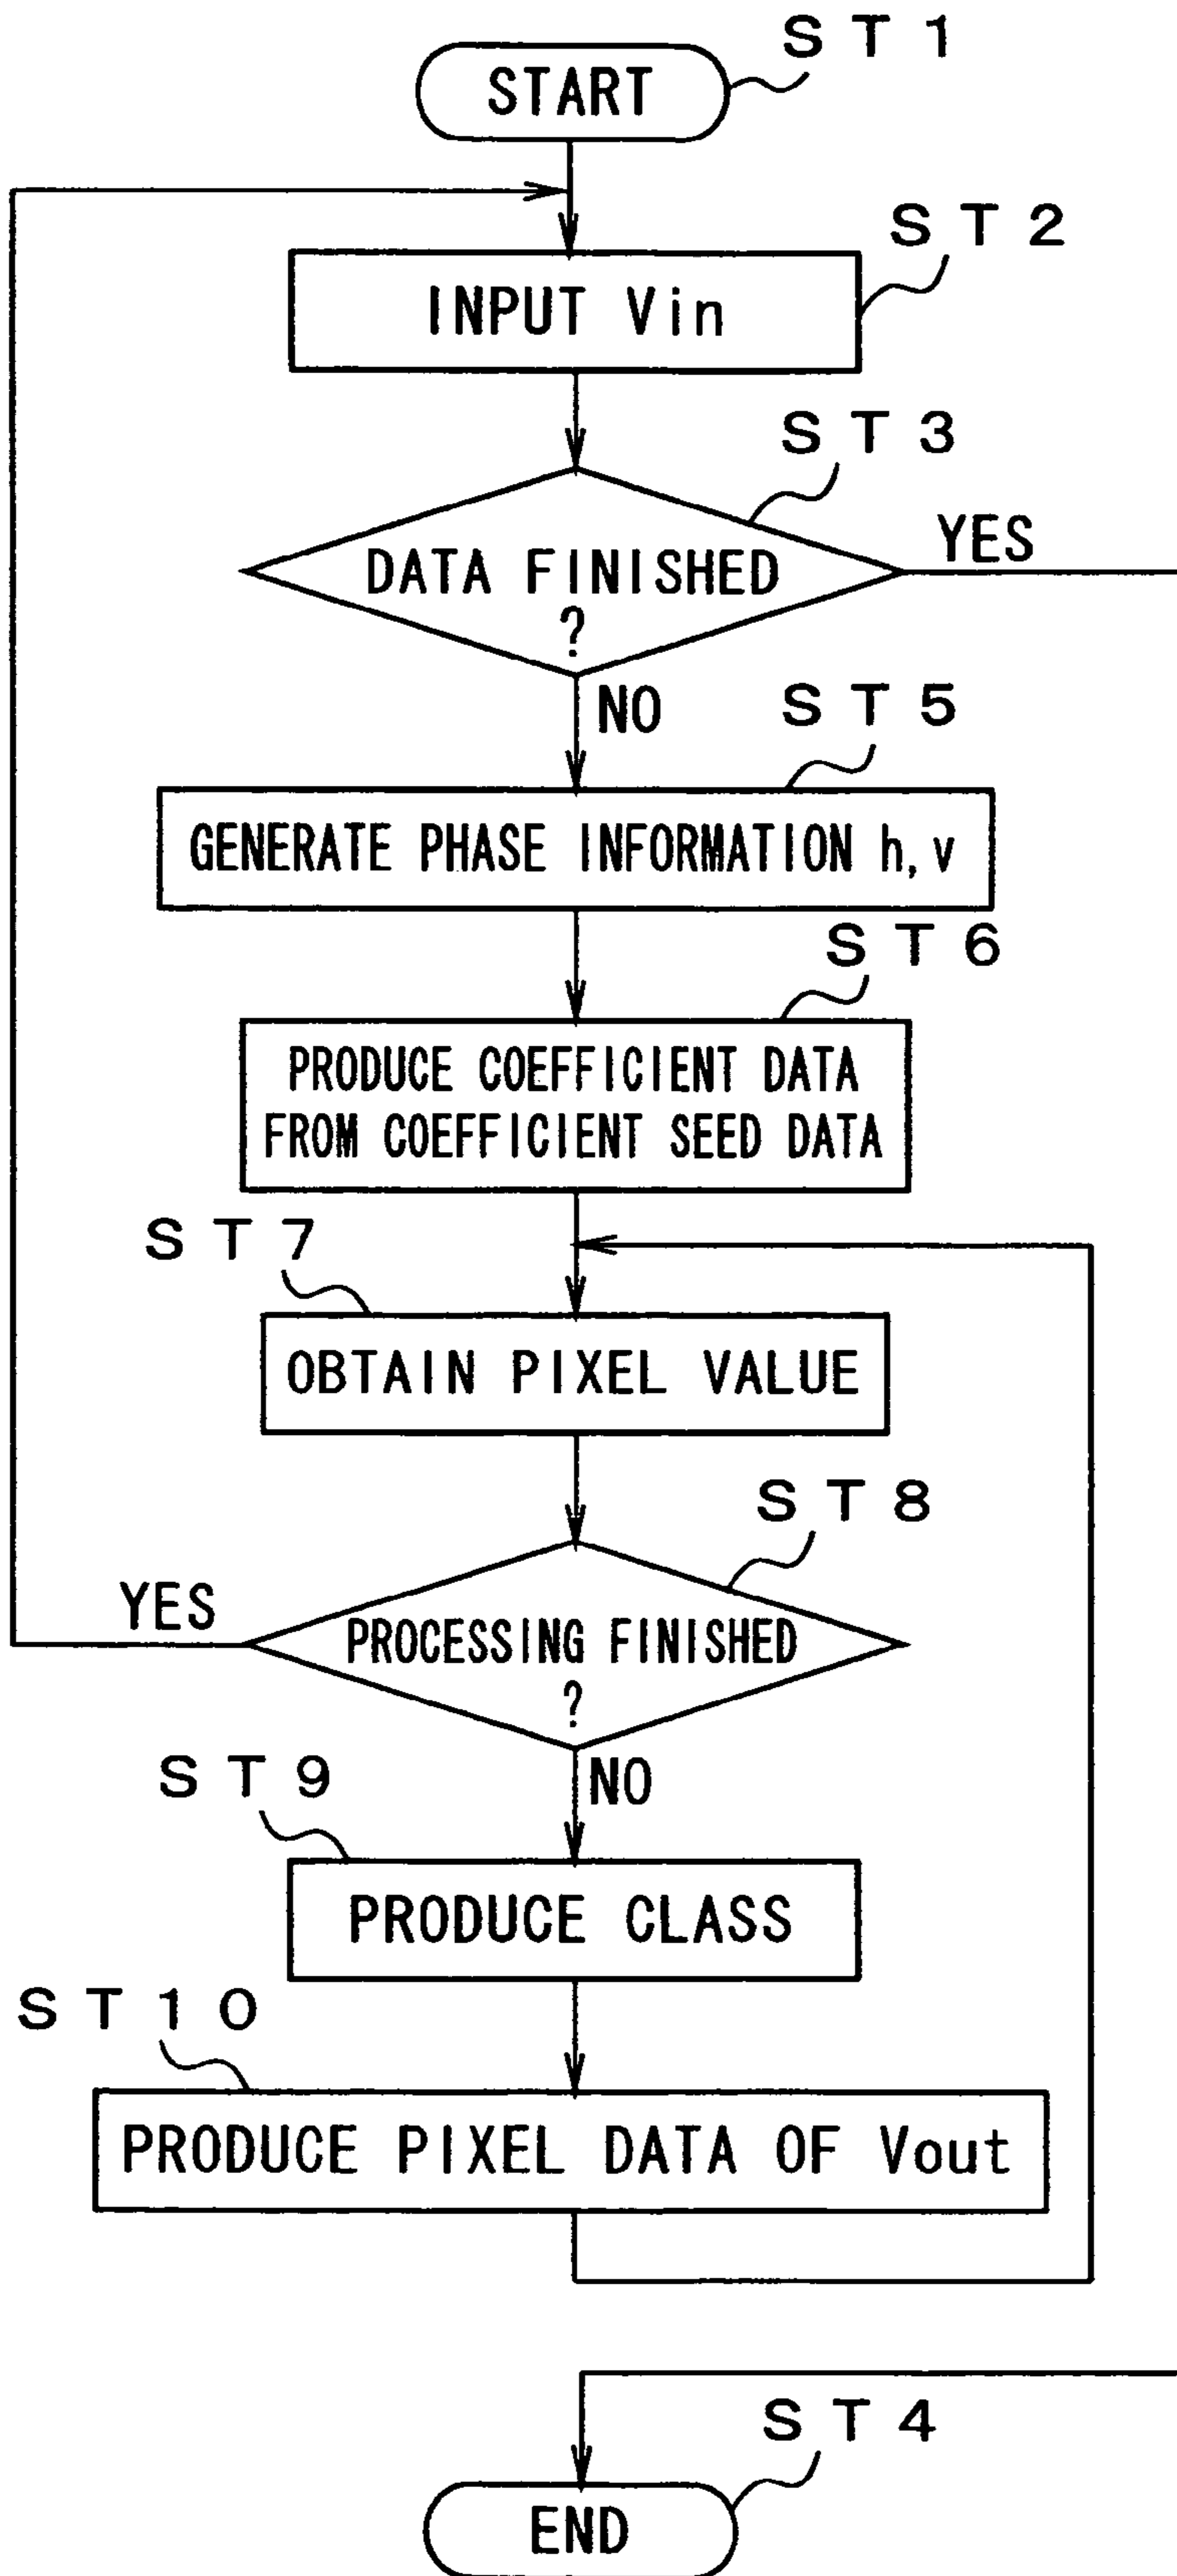 ST1
START
ST2
INPUT Vin
ST3
DATA FINISHED
?
YES
NO
ST5
GENERATE PHASE INFORMATION h, v
ST6
PRODUCE COEFFICIENT DATA
FROM COEFFICIENT SEED DATA
ST7
OBTAIN PIXEL VALUE
ST8
YES
PROCESSING FINISHED
?
NO
ST9
PRODUCE CLASS
ST10
PRODUCE PIXEL DATA OF Vout
ST4
END